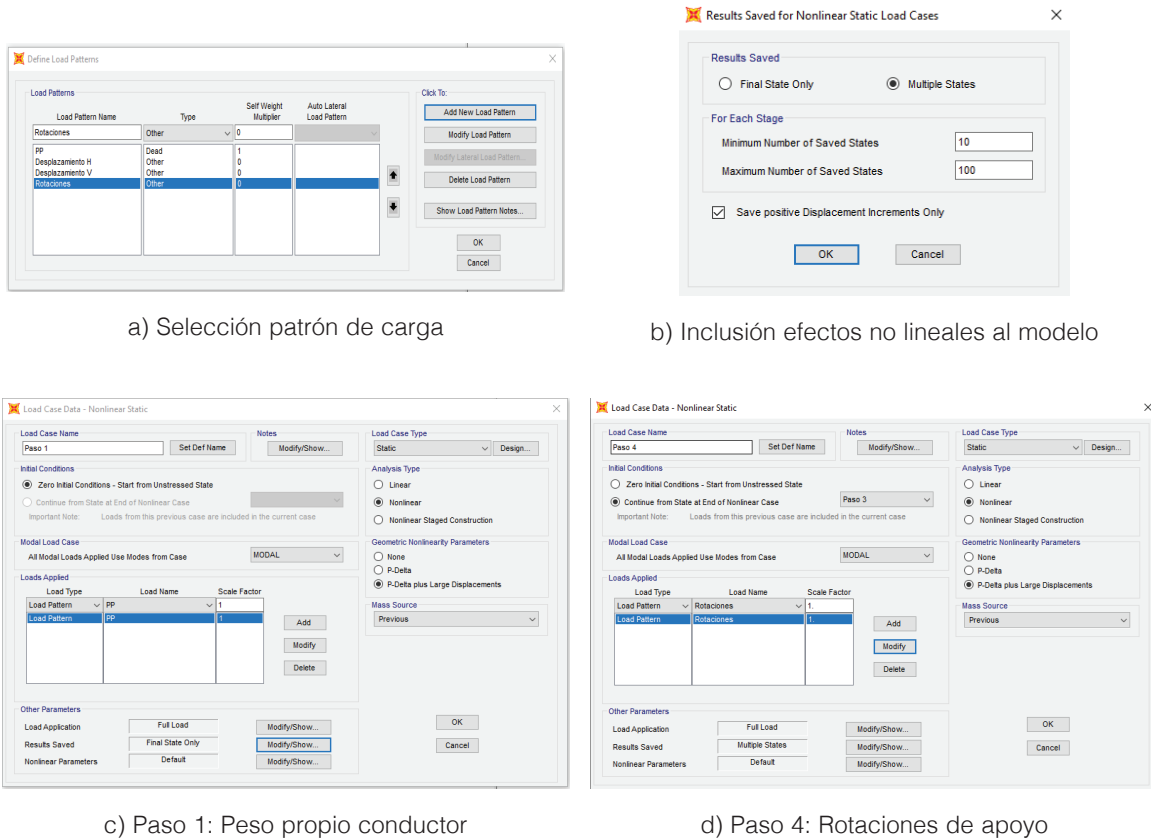 Define Load Patterns
Load Patterns
Click To:
Load Pattern Name
Type
Self Weight Multiplier
Auto Lateral Load Pattern
Rotaciones Other 0
PP Dead 1
Desplazamiento H Other 0
Desplazamiento V Other 0
Rotaciones Other 0
Add New Load Pattern
Modify Load Pattern
Modify Lateral Load Pattern...
Delete Load Pattern
Show Load Pattern Notes...
OK
Cancel
a) Selección patrón de carga
Results Saved for Nonlinear Static Load Cases
Results Saved
Final State Only
Multiple States
For Each Stage
Minimum Number of Saved States 10
Maximum Number of Saved States 100
Save positive Displacement Increments Only
OK
Cancel
b) Inclusión efectos no lineales al modelo
Load Case Data - Nonlinear Static
Load Case Name
Paso 1
Set Def Name
Notes
Modify/Show...
Load Case Type
Static
Design...
Initial Conditions
Zero Initial Conditions - Start from Unstressed State
Continue from State at End of Nonlinear Case
Important Note: Loads from this previous case are included in the current case
Analysis Type
Linear
Nonlinear
Nonlinear Staged Construction
Modal Load Case
All Modal Loads Applied Use Modes from Case MODAL
Geometric Nonlinearity Parameters
None
P-Delta
P-Delta plus Large Displacements
Loads Applied
Load Type Load Name Scale Factor
Load Pattern PP 1
Load Pattern PP 1
Add
Modify
Delete
Mass Source
Previous
Other Parameters
Load Application Full Load Modify/Show...
Results Saved Final State Only Modify/Show...
Nonlinear Parameters Default Modify/Show...
OK
Cancel
c) Paso 1: Peso propio conductor
Load Case Data - Nonlinear Static
Load Case Name
Paso 4
Set Def Name
Notes
Modify/Show...
Load Case Type
Static
Design...
Initial Conditions
Zero Initial Conditions - Start from Unstressed State
Continue from State at End of Nonlinear Case Paso 3
Important Note: Loads from this previous case are included in the current case
Analysis Type
Linear
Nonlinear
Nonlinear Staged Construction
Modal Load Case
All Modal Loads Applied Use Modes from Case MODAL
Geometric Nonlinearity Parameters
None
P-Delta
P-Delta plus Large Displacements
Loads Applied
Load Type Load Name Scale Factor
Load Pattern Rotaciones 1.
Load Pattern Rotaciones 1.
Add
Modify
Delete
Mass Source
Previous
Other Parameters
Load Application Full Load Modify/Show...
Results Saved Multiple States Modify/Show...
Nonlinear Parameters Default Modify/Show...
OK
Cancel
d) Paso 4: Rotaciones de apoyo